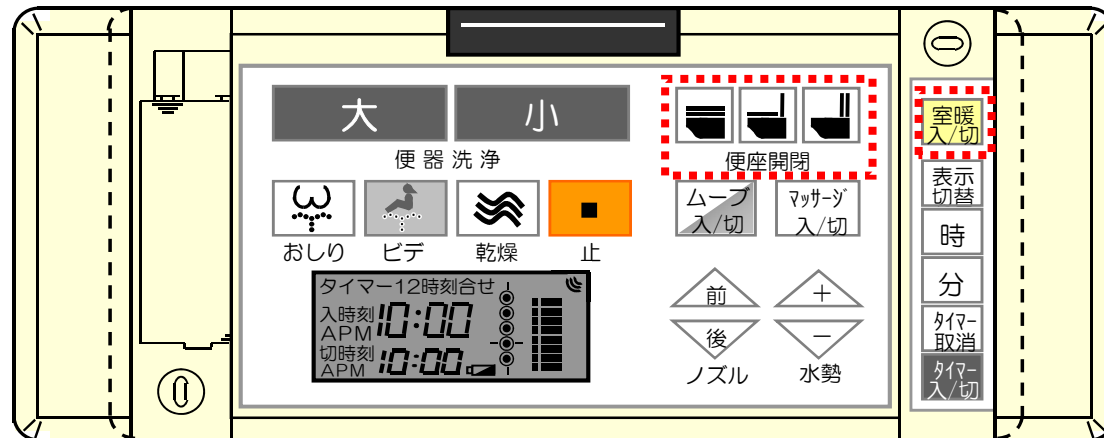 大
小
便器洗浄
便座開閉
おしり
ビデ
乾燥
止
ムーブ
入/切
ﾏｯｻｰｼﾞ
入/切
タイマー12時刻合せ
入時刻
APM
10:00
切時刻
APM
10:00
前
後
ノズル
+
−
水勢
室暖
入/切
表示
切替
時
分
ﾀｲﾏｰ
取消
ﾀｲﾏｰ
入/切